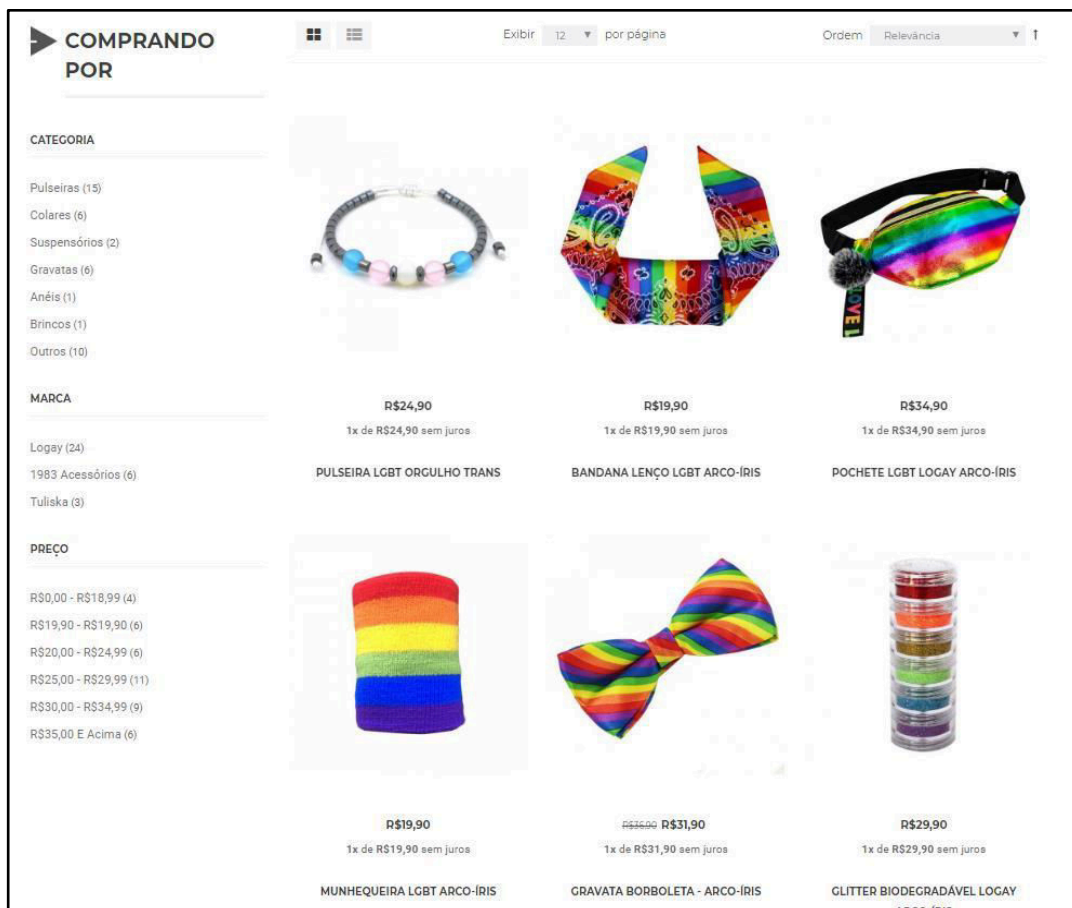 COMPRANDO
POR
Exibir 12 por página
Ordem Relevância
CATEGORIA
Pulseiras (15)
Colares (6)
Suspensórios (2)
Gravatas (6)
Anéis (1)
Brincos (1)
Outros (10)
MARCA
Logay (24)
1983 Acessórios (6)
Tuliska (3)
PREÇO
R$0,00 - R$18,99 (4)
R$19,90 - R$19,90 (6)
R$20,00 - R$24,99 (6)
R$25,00 - R$29,99 (11)
R$30,00 - R$34,99 (9)
R$35,00 E Acima (6)
LOVE
R$24,90
1x de R$24,90 sem juros
PULSEIRA LGBT ORGULHO TRANS
R$19,90
1x de R$19,90 sem juros
BANDANA LENÇO LGBT ARCO-ÍRIS
R$34,90
1x de R$34,90 sem juros
POCHETE LGBT LOGAY ARCO-ÍRIS
R$19,90
1x de R$19,90 sem juros
MUNHEQUEIRA LGBT ARCO-ÍRIS
R$36,90 R$31,90
1x de R$31,90 sem juros
GRAVATA BORBOLETA - ARCO-ÍRIS
R$29,90
1x de R$29,90 sem juros
GLITTER BIODEGRADÁVEL LOGAY